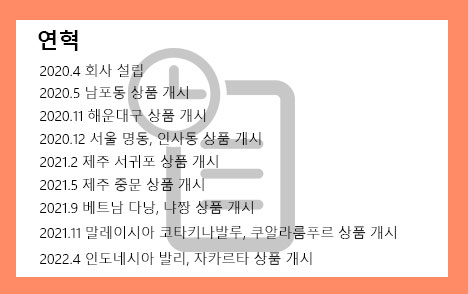 연혁
2020.4 회사 설립
2020.5 남포동 상품 개시
2020.11 해운대구 상품 개시
2020.12 서울 명동, 인사동 상품 개시
2021.2 제주 서귀포 상품 개시
2021.5 제주 중문 상품 개시
2021.9 베트남 다낭, 냐짱 상품 개시
2021.11 말레이시아 코타키나발루, 쿠알라룸푸르 상품 개시
2022.4 인도네시아 발리, 자카르타 상품 개시